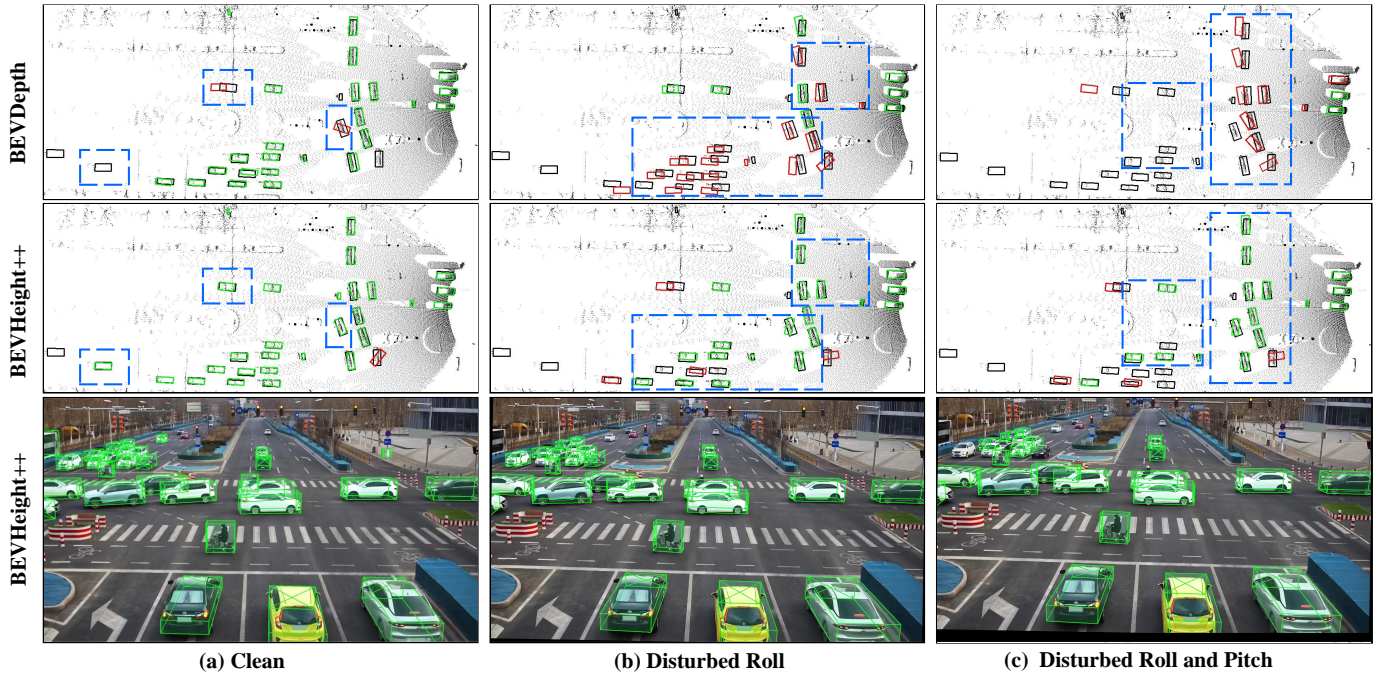 BEVDepth
BEVHeight++
BEVHeight++
(a) Clean
(b) Disturbed Roll
(c) Disturbed Roll and Pitch